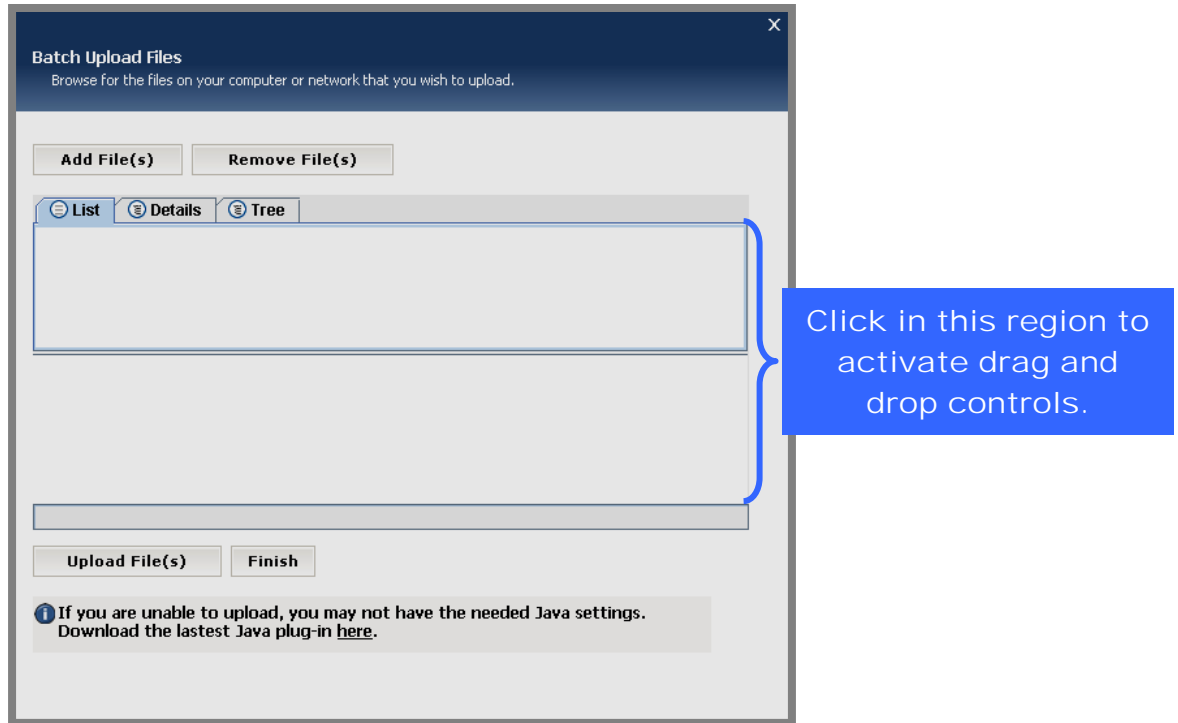 X
Batch Upload Files
Browse for the files on your computer or network that you wish to upload.
Add File(s) Remove File(s)
List Details Tree
Click in this region to
activate drag and
drop controls.
Upload File(s) Finish
If you are unable to upload, you may not have the needed Java settings.
Download the lastest Java plug-in here.